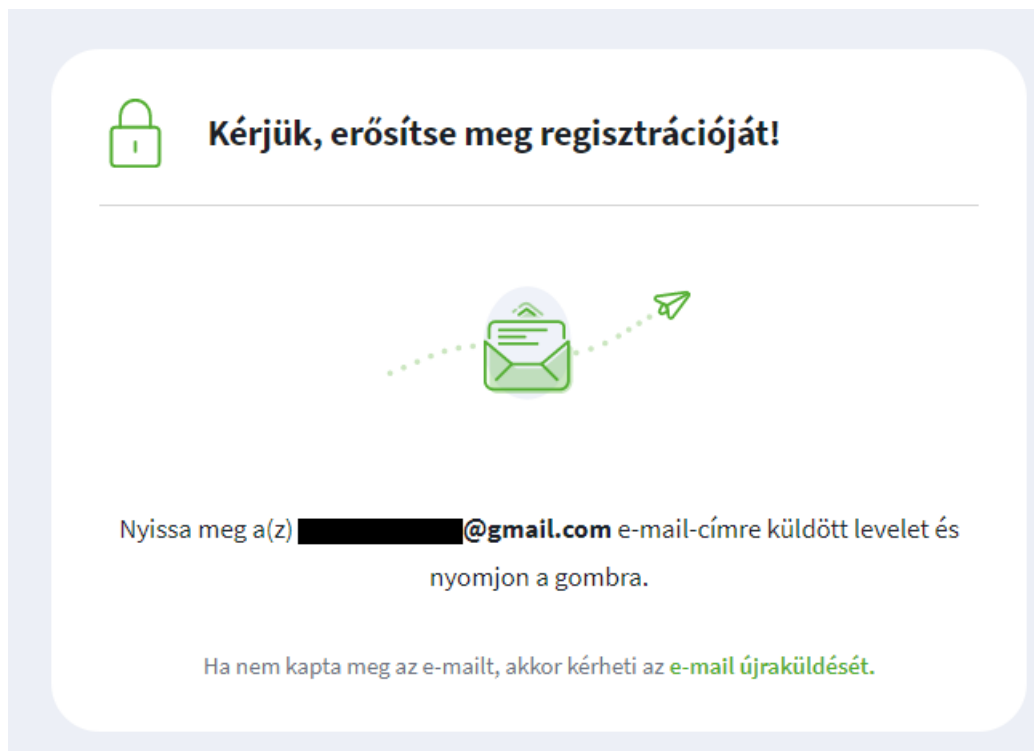 Kérjük, erősítse meg regisztrációját!
Nyissa meg a(z) @gmail.com e-mail-címre küldött levelet és
nyomjon a gombra.
Ha nem kapta meg az e-mailt, akkor kérheti az e-mail újraküldését.